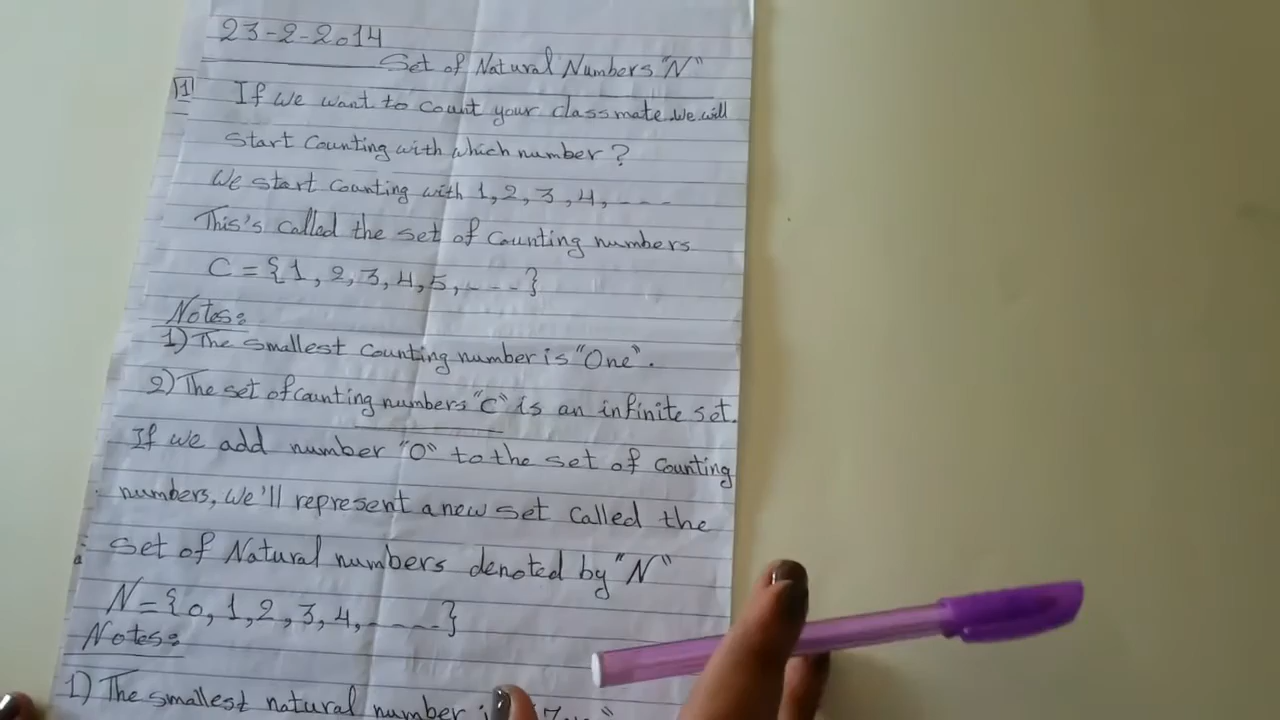 23-2-2014
Set of Natural Numbers "N"
1 If we want to count your classmate we will
start counting with which number?
We start counting with 1, 2, 3, 4, ----
This's called the set of counting numbers
C = {1, 2, 3, 4, 5, ----}
Notes:
1) The smallest counting number is "One".
2) The set of counting numbers "C" is an infinite set.
If we add number "0" to the set of counting
numbers, we'll represent a new set called the
set of Natural numbers denoted by "N"
N = {0, 1, 2, 3, 4, ----}
Notes:
1) The smallest natural number